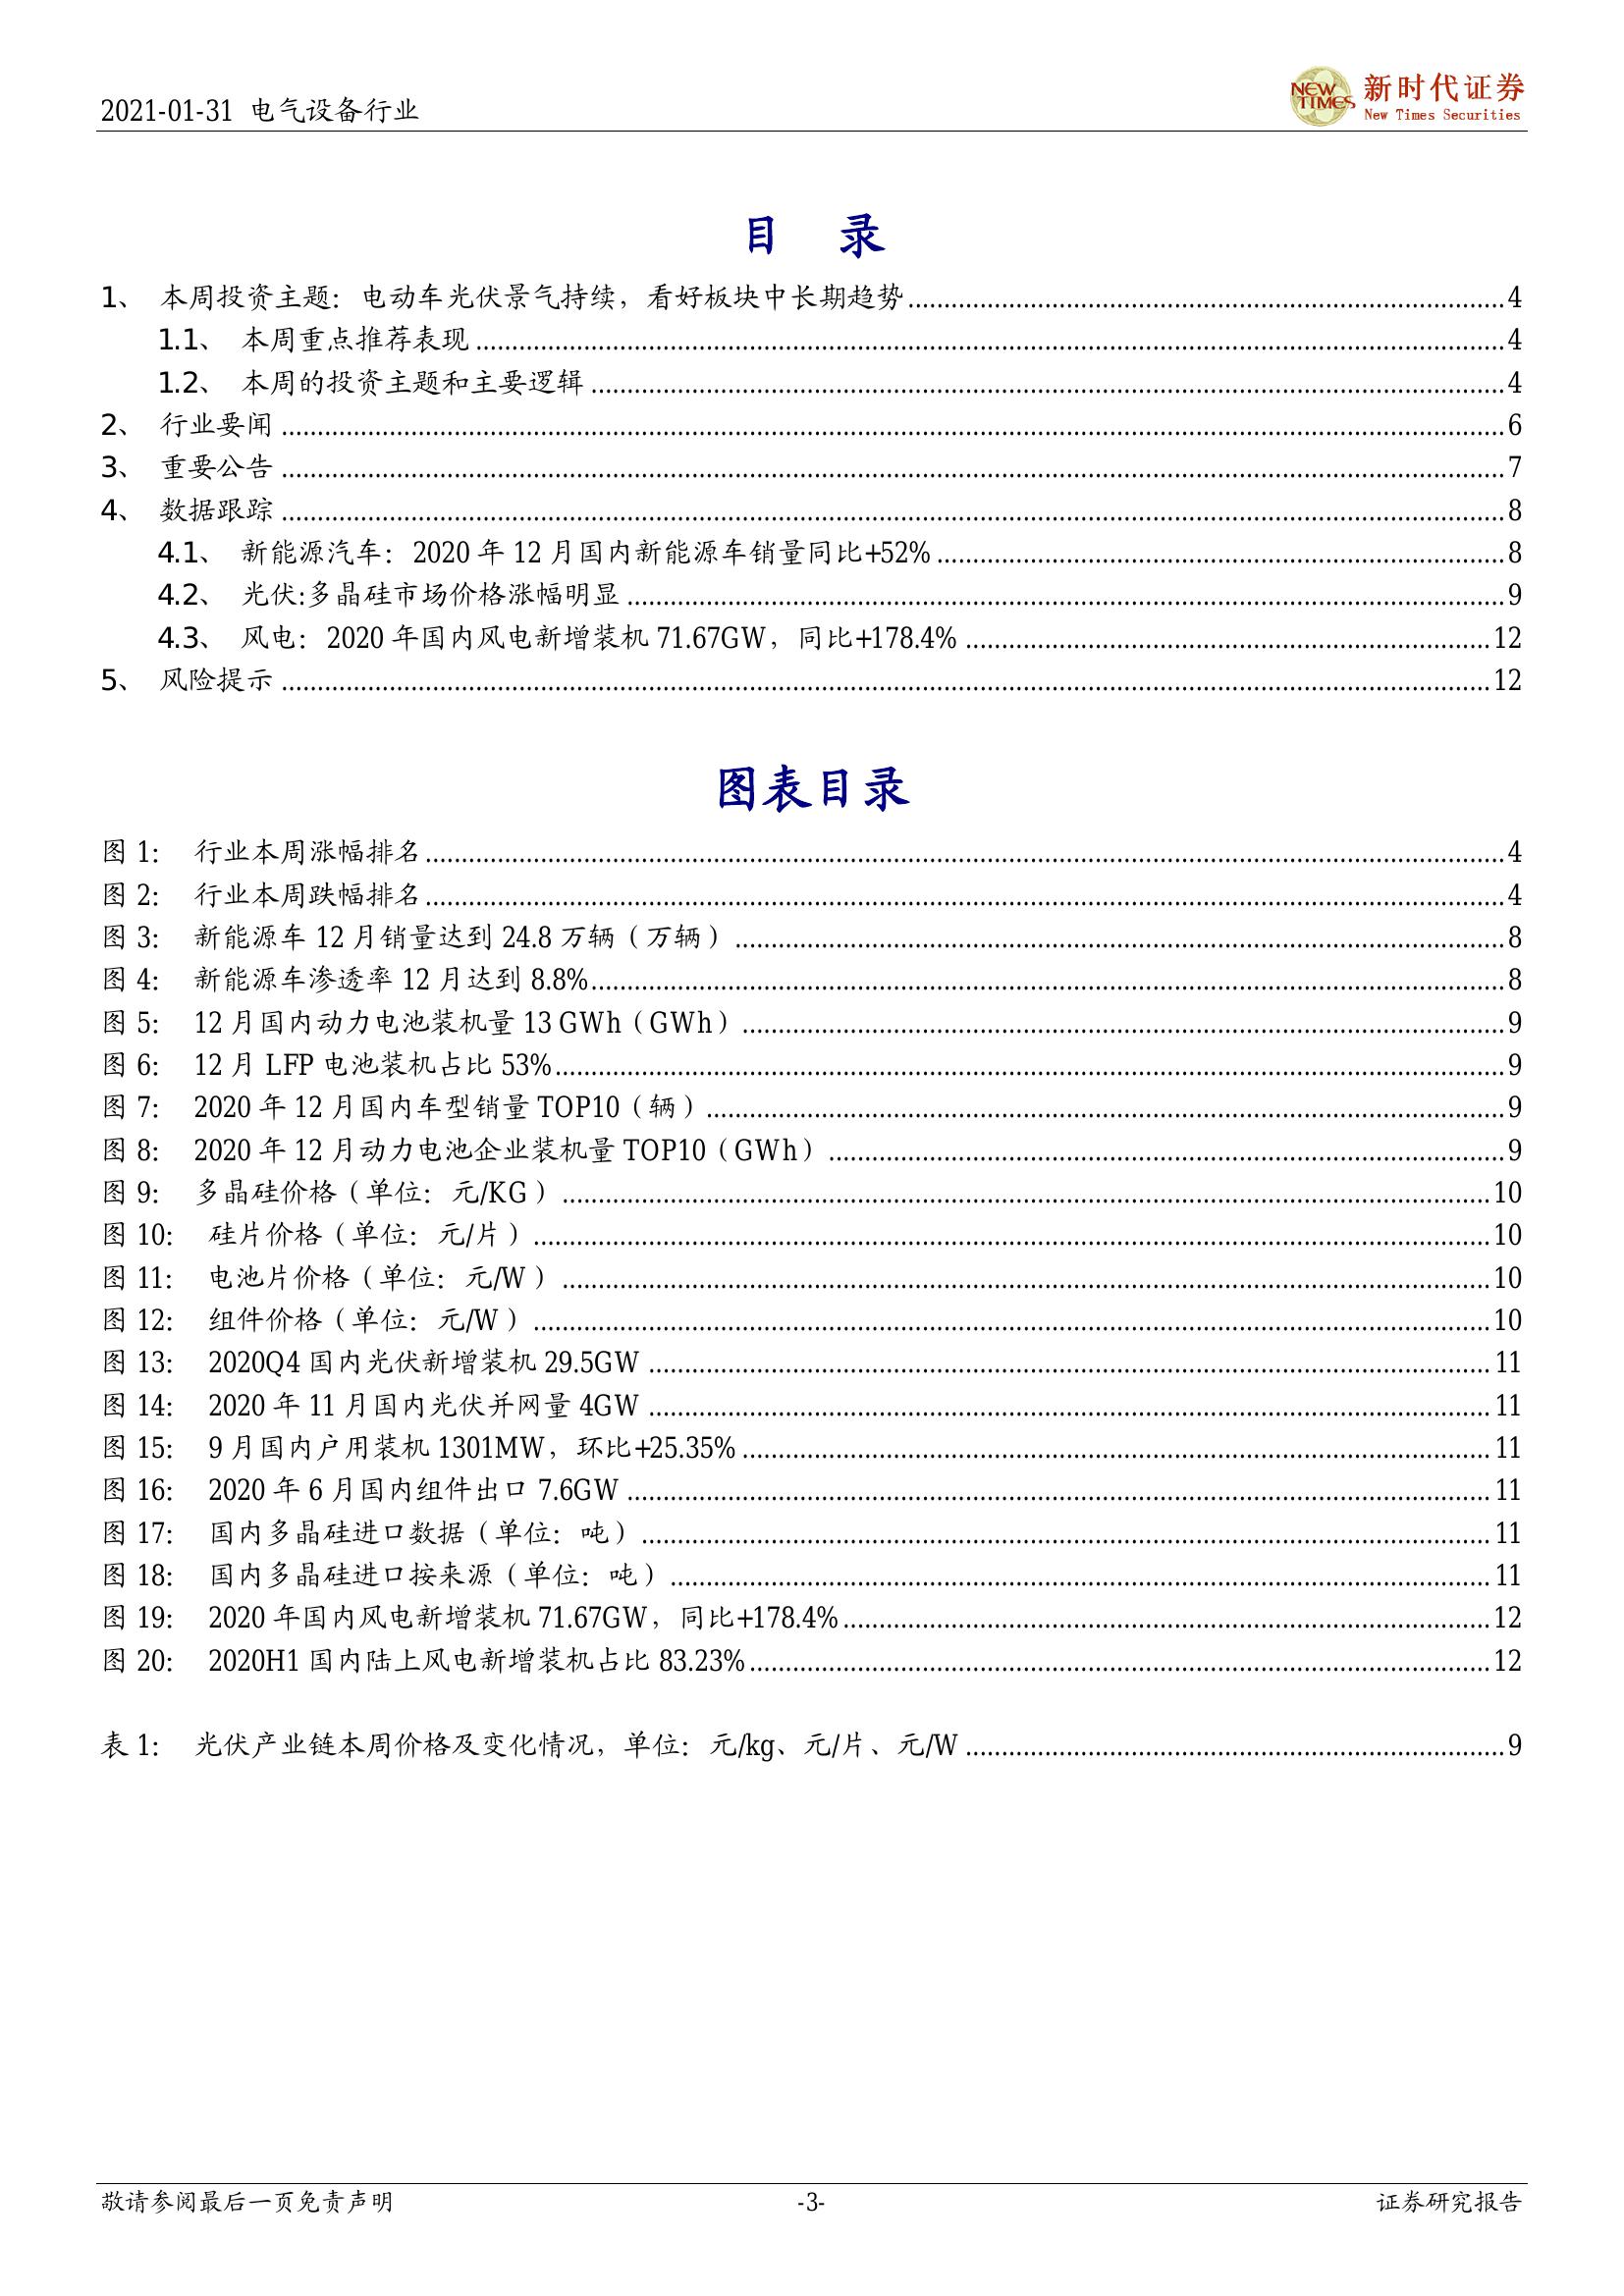 2021-01-31 电气设备行业
NEW TIMES 新时代证券
New Times Securities
目 录
1、 本周投资主题：电动车光伏景气持续，看好板块中长期趋势 4
1.1、 本周重点推荐表现 4
1.2、 本周的投资主题和主要逻辑 4
2、 行业要闻 6
3、 重要公告 7
4、 数据跟踪 8
4.1、 新能源汽车：2020 年 12 月国内新能源车销量同比+52% 8
4.2、 光伏:多晶硅市场价格涨幅明显 9
4.3、 风电：2020 年国内风电新增装机 71.67GW，同比+178.4% 12
5、 风险提示 12
图表目录
图 1: 行业本周涨幅排名 4
图 2: 行业本周跌幅排名 4
图 3: 新能源车 12 月销量达到 24.8 万辆（万辆） 8
图 4: 新能源车渗透率 12 月达到 8.8% 8
图 5: 12 月国内动力电池装机量 13 GWh（GWh） 9
图 6: 12 月 LFP 电池装机占比 53% 9
图 7: 2020 年 12 月国内车型销量 TOP10（辆） 9
图 8: 2020 年 12 月动力电池企业装机量 TOP10（GWh） 9
图 9: 多晶硅价格（单位：元/KG） 10
图 10: 硅片价格（单位：元/片） 10
图 11: 电池片价格（单位：元/W） 10
图 12: 组件价格（单位：元/W） 10
图 13: 2020Q4 国内光伏新增装机 29.5GW 11
图 14: 2020 年 11 月国内光伏并网量 4GW 11
图 15: 9 月国内户用装机 1301MW，环比+25.35% 11
图 16: 2020 年 6 月国内组件出口 7.6GW 11
图 17: 国内多晶硅进口数据（单位：吨） 11
图 18: 国内多晶硅进口按来源（单位：吨） 11
图 19: 2020 年国内风电新增装机 71.67GW，同比+178.4% 12
图 20: 2020H1 国内陆上风电新增装机占比 83.23% 12
表 1: 光伏产业链本周价格及变化情况，单位：元/kg、元/片、元/W 9
敬请参阅最后一页免责声明 -3- 证券研究报告